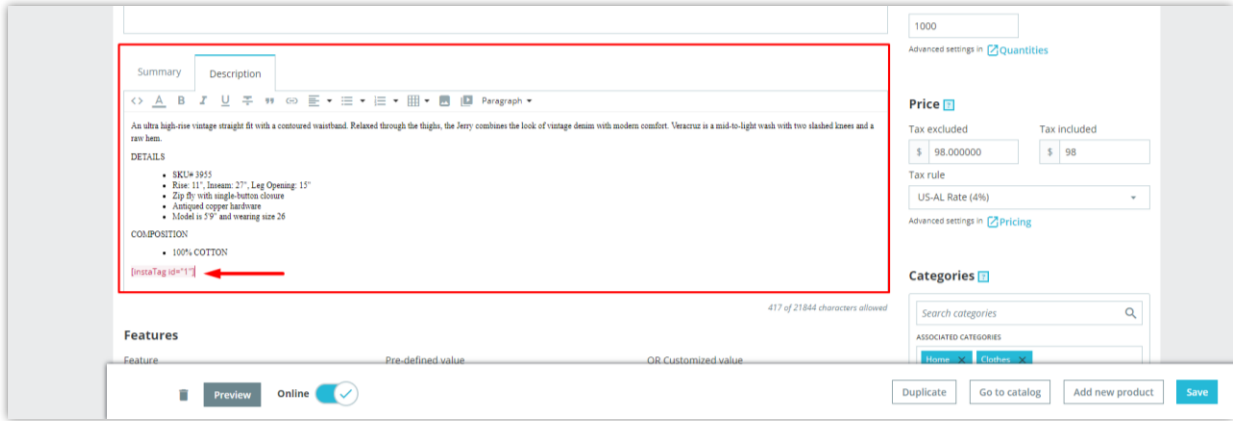 Summary
Description
Paragraph
An ultra high-rise vintage straight fit with a contoured waistband. Relaxed through the thighs, the Jerry combines the look of vintage denim with modern comfort. Veracruz is a mid-to-light wash with two slashed knees and a
raw hem.
DETAILS
SKU# 3955
Rise: 11", Inseam: 27", Leg Opening: 15"
Zip fly with single-button closure
Antiqued copper hardware
Model is 5'9" and wearing size 26
COMPOSITION
100% COTTON
[instaTag id="1"]
417 of 21844 characters allowed
Features
Feature
Pre-defined value
OR Customized value
1000
Advanced settings in Quantities
Price ?
Tax excluded
Tax included
$ 98.000000
$ 98
Tax rule
US-AL Rate (4%)
Advanced settings in Pricing
Categories ?
Search categories
ASSOCIATED CATEGORIES
Home
Clothes
Preview
Online
Duplicate
Go to catalog
Add new product
Save